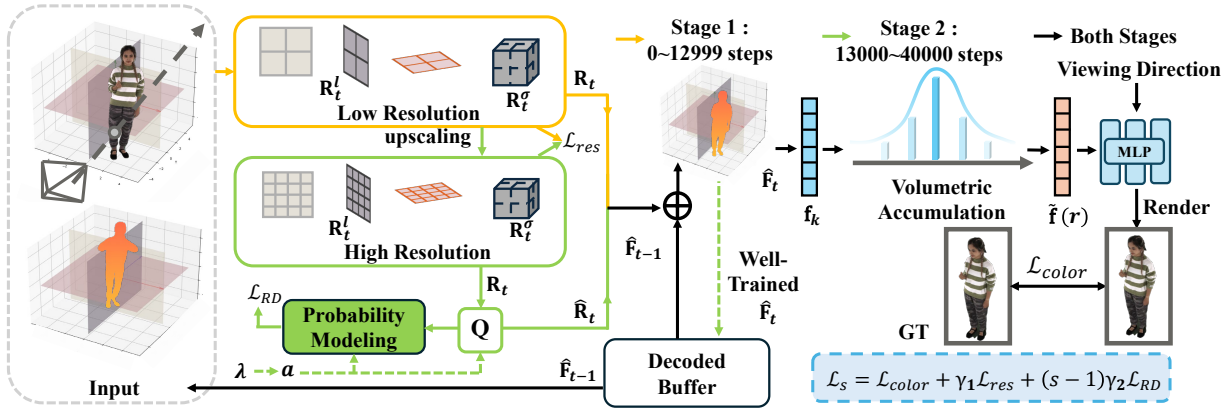 Input
R_t^l
R_t^σ
Low Resolution
R_t
upscaling
ℒ_res
R_t^l
R_t^σ
High Resolution
R_t
R̂_t
ℒ_RD
Probability
Modeling
Q
λ
a
F̂_{t-1}
Stage 1 :
0~12999 steps
F̂_t
F̂_{t-1}
Well-
Trained
F̂_t
Decoded
Buffer
f_k
Stage 2 :
13000~40000
steps
Volumetric
Accumulation
f̃ (r)
Both Stages
Viewing Direction
MLP
Render
ℒ_color
GT
ℒ_s = ℒ_color + γ_1ℒ_res + (s − 1)γ_2ℒ_RD